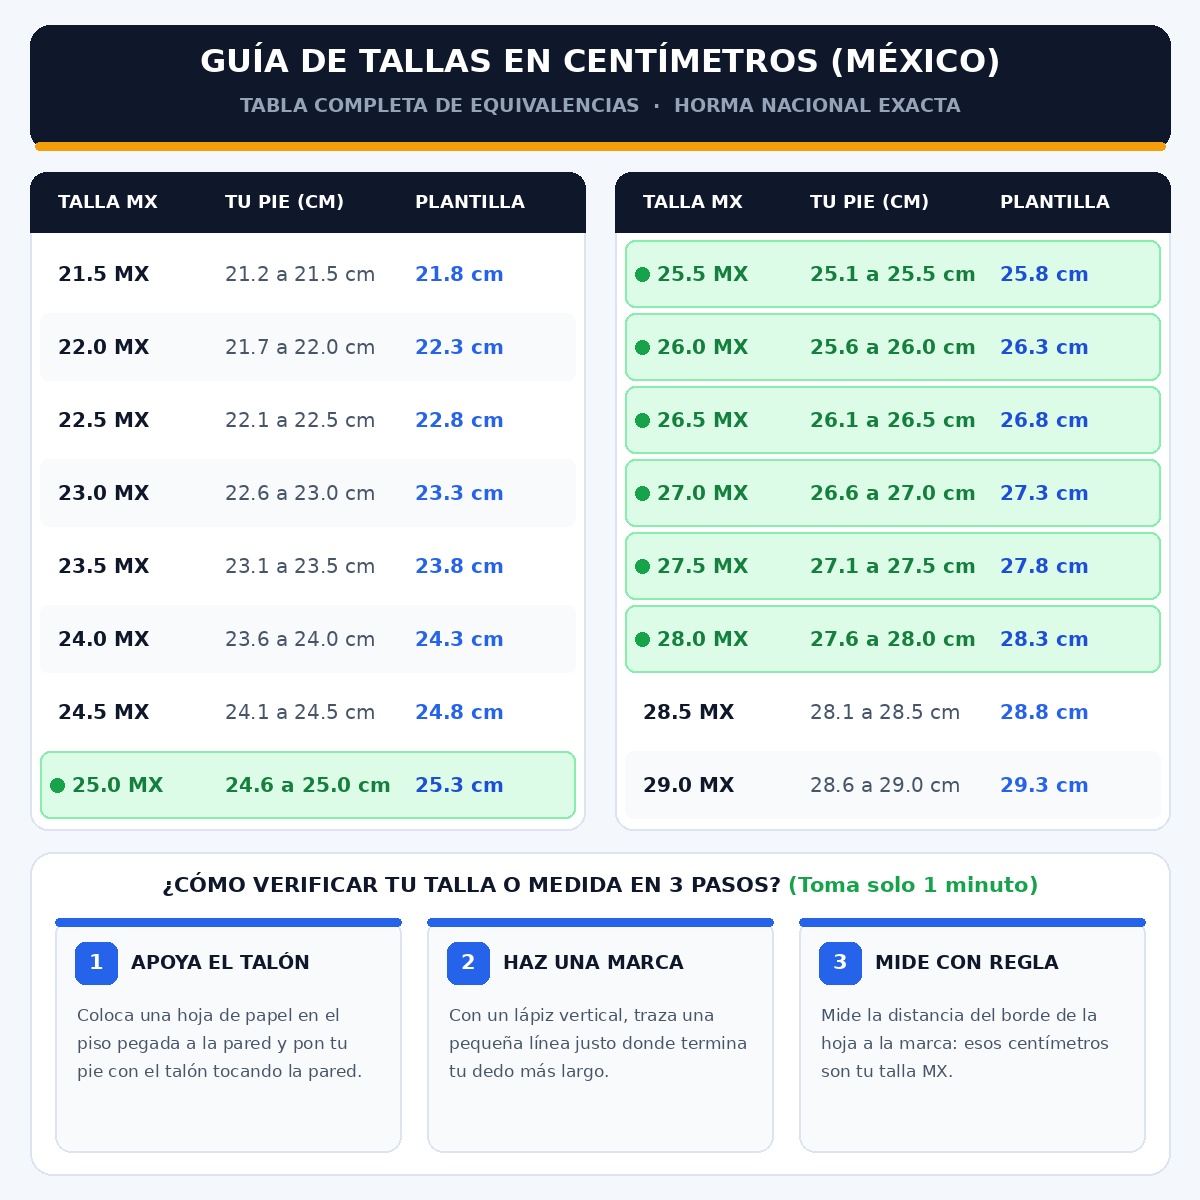 GUÍA DE TALLAS EN CENTÍMETROS (MÉXICO)
TABLA COMPLETA DE EQUIVALENCIAS · HORMA NACIONAL EXACTA
TALLA MX TU PIE (CM) PLANTILLA
21.5 MX 21.2 a 21.5 cm 21.8 cm
22.0 MX 21.7 a 22.0 cm 22.3 cm
22.5 MX 22.1 a 22.5 cm 22.8 cm
23.0 MX 22.6 a 23.0 cm 23.3 cm
23.5 MX 23.1 a 23.5 cm 23.8 cm
24.0 MX 23.6 a 24.0 cm 24.3 cm
24.5 MX 24.1 a 24.5 cm 24.8 cm
25.0 MX 24.6 a 25.0 cm 25.3 cm
TALLA MX TU PIE (CM) PLANTILLA
25.5 MX 25.1 a 25.5 cm 25.8 cm
26.0 MX 25.6 a 26.0 cm 26.3 cm
26.5 MX 26.1 a 26.5 cm 26.8 cm
27.0 MX 26.6 a 27.0 cm 27.3 cm
27.5 MX 27.1 a 27.5 cm 27.8 cm
28.0 MX 27.6 a 28.0 cm 28.3 cm
28.5 MX 28.1 a 28.5 cm 28.8 cm
29.0 MX 28.6 a 29.0 cm 29.3 cm
¿CÓMO VERIFICAR TU TALLA O MEDIDA EN 3 PASOS? (Toma solo 1 minuto)
1 APOYA EL TALÓN
Coloca una hoja de papel en el
piso pegada a la pared y pon tu
pie con el talón tocando la pared.
2 HAZ UNA MARCA
Con un lápiz vertical, traza una
pequeña línea justo donde termina
tu dedo más largo.
3 MIDE CON REGLA
Mide la distancia del borde de la
hoja a la marca: esos centímetros
son tu talla MX.